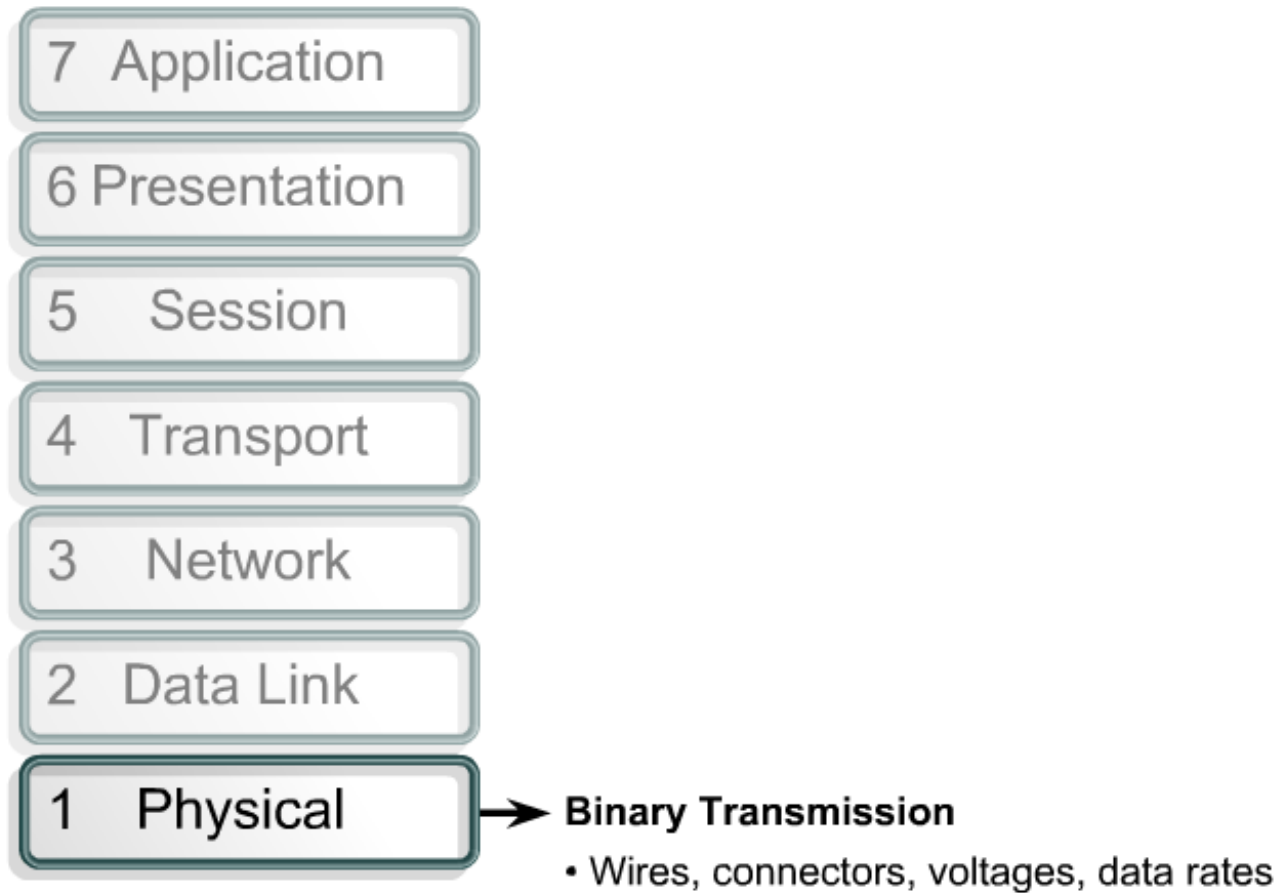 7 Application
6 Presentation
5 Session
4 Transport
3 Network
2 Data Link
1 Physical
Binary Transmission
• Wires, connectors, voltages, data rates